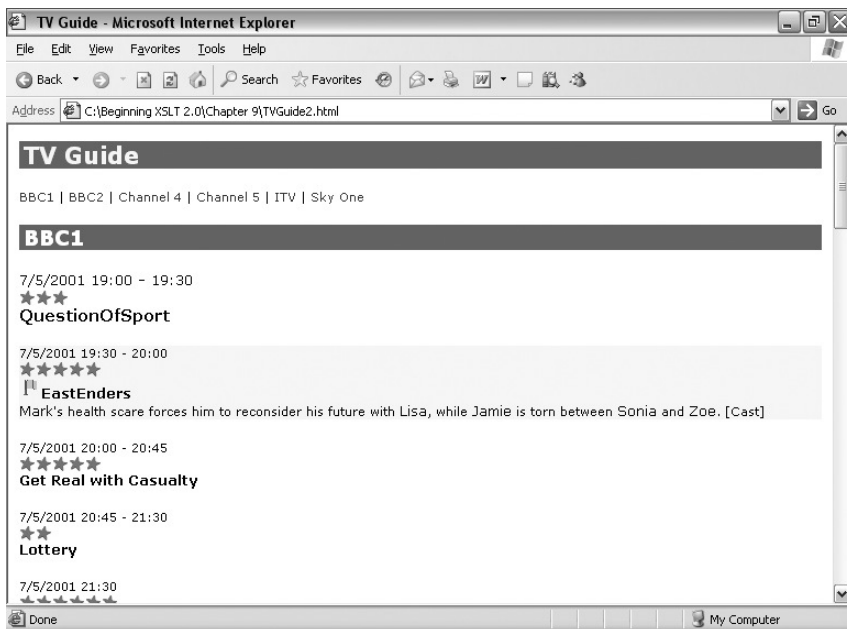 TV Guide - Microsoft Internet Explorer
File Edit View Favorites Tools Help
Back Search Favorites
Address C:\Beginning XSLT 2.0\Chapter 9\TVGuide2.html Go
TV Guide
BBC1 | BBC2 | Channel 4 | Channel 5 | ITV | Sky One
BBC1
7/5/2001 19:00 - 19:30
QuestionOfSport
7/5/2001 19:30 - 20:00
EastEnders
Mark's health scare forces him to reconsider his future with Lisa, while Jamie is torn between Sonia and Zoe. [Cast]
7/5/2001 20:00 - 20:45
Get Real with Casualty
7/5/2001 20:45 - 21:30
Lottery
7/5/2001 21:30
Done My Computer